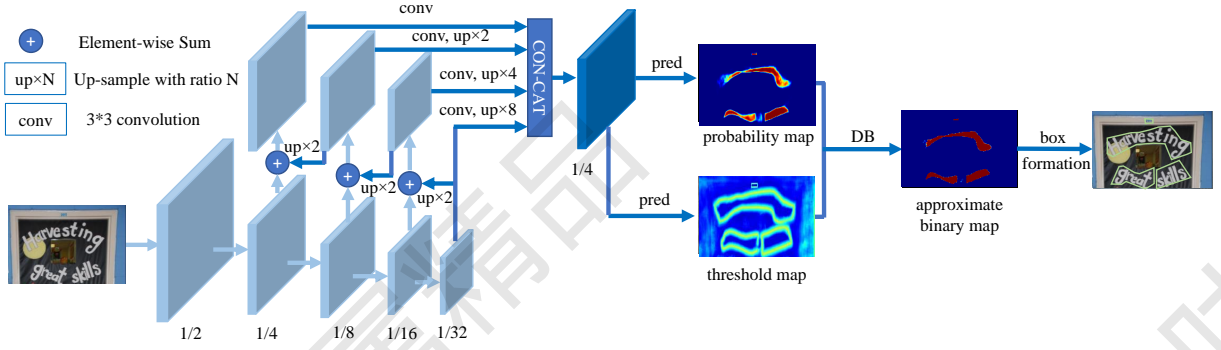 Element-wise Sum
up×N Up-sample with ratio N
conv 3*3 convolution
conv
conv, up×2
conv, up×4
conv, up×8
CON-CAT
up×2
up×2
up×2
1/2
1/4
1/8
1/16
1/32
1/4
pred
pred
probability map
threshold map
DB
approximate
binary map
box
formation
Harvesting
great skills
Harvesting
great skills
精品